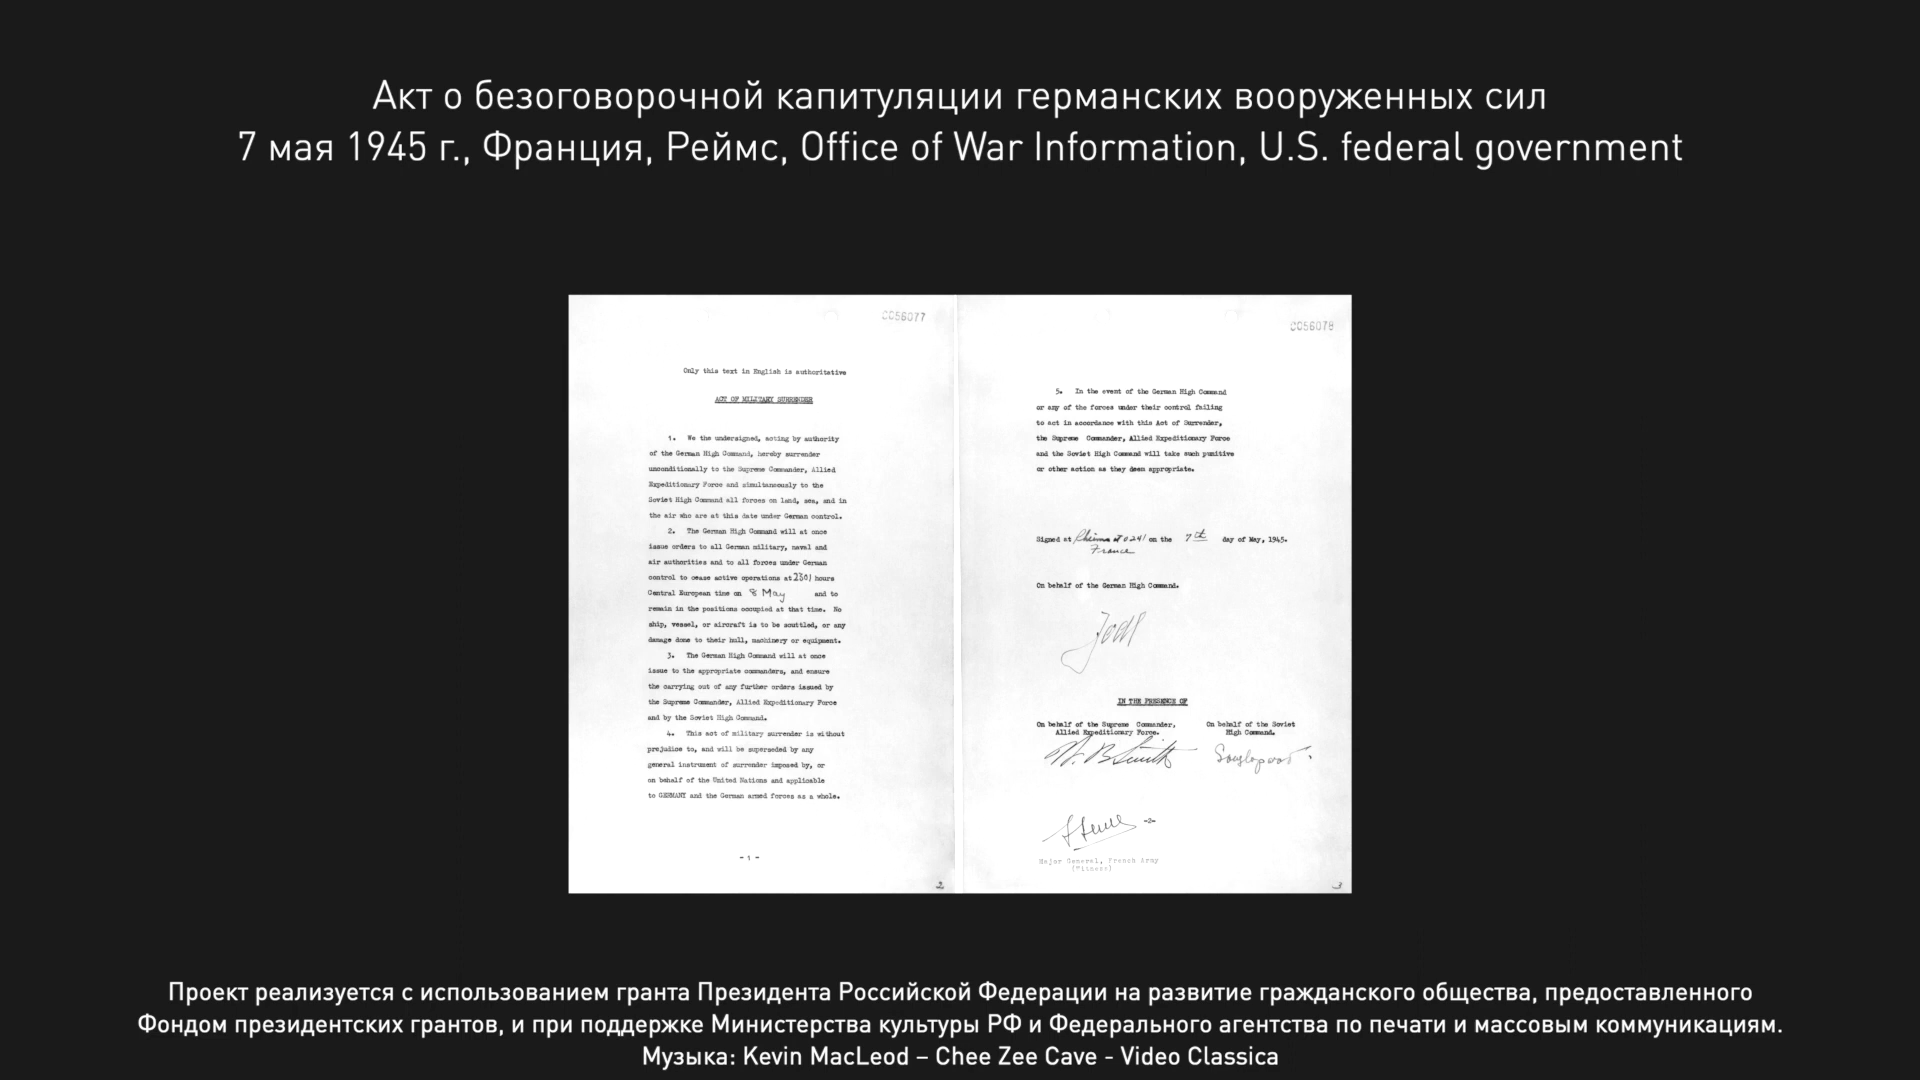 Акт о безоговорочной капитуляции германских вооруженных сил
7 мая 1945 г., Франция, Реймс, Office of War Information, U.S. federal government
CC56077
Only this text in English is authoritative
ACT OF MILITARY SURRENDER
1. We the undersigned, acting by authority
of the German High Command, hereby surrender
unconditionally to the Supreme Commander, Allied
Expeditionary Force and simultaneously to the
Soviet High Command all forces on land, sea, and in
the air who are at this date under German control.
2. The German High Command will at once
issue orders to all German military, naval and
air authorities and to all forces under German
control to cease active operations at 2301 hours
Central European time on 8 May and to
remain in the positions occupied at that time. No
ship, vessel, or aircraft is to be scuttled, or any
damage done to their hull, machinery or equipment.
3. The German High Command will at once
issue to the appropriate commanders, and ensure
the carrying out of any further orders issued by
the Supreme Commander, Allied Expeditionary Force
and by the Soviet High Command.
4. This act of military surrender is without
prejudice to, and will be superseded by any
general instrument of surrender imposed by, or
on behalf of the United Nations and applicable
to GERMANY and the German armed forces as a whole.
- 1 -
2
CC56078
5. In the event of the German High Command
or any of the forces under their control failing
to act in accordance with this Act of Surrender,
the Supreme Commander, Allied Expeditionary Force
and the Soviet High Command will take such punitive
or other action as they deem appropriate.
Signed at Rheims at 0241 on the 7th day of May, 1945.
France
On behalf of the German High Command.
Jodl
IN THE PRESENCE OF
On behalf of the Supreme Commander,
Allied Expeditionary Force.
On behalf of the Soviet
High Command.
W. B. Smith
-2-
Major General, French Army
(Witness)
3
Проект реализуется с использованием гранта Президента Российской Федерации на развитие гражданского общества, предоставленного
Фондом президентских грантов, и при поддержке Министерства культуры РФ и Федерального агентства по печати и массовым коммуникациям.
Музыка: Kevin MacLeod – Chee Zee Cave - Video Classica